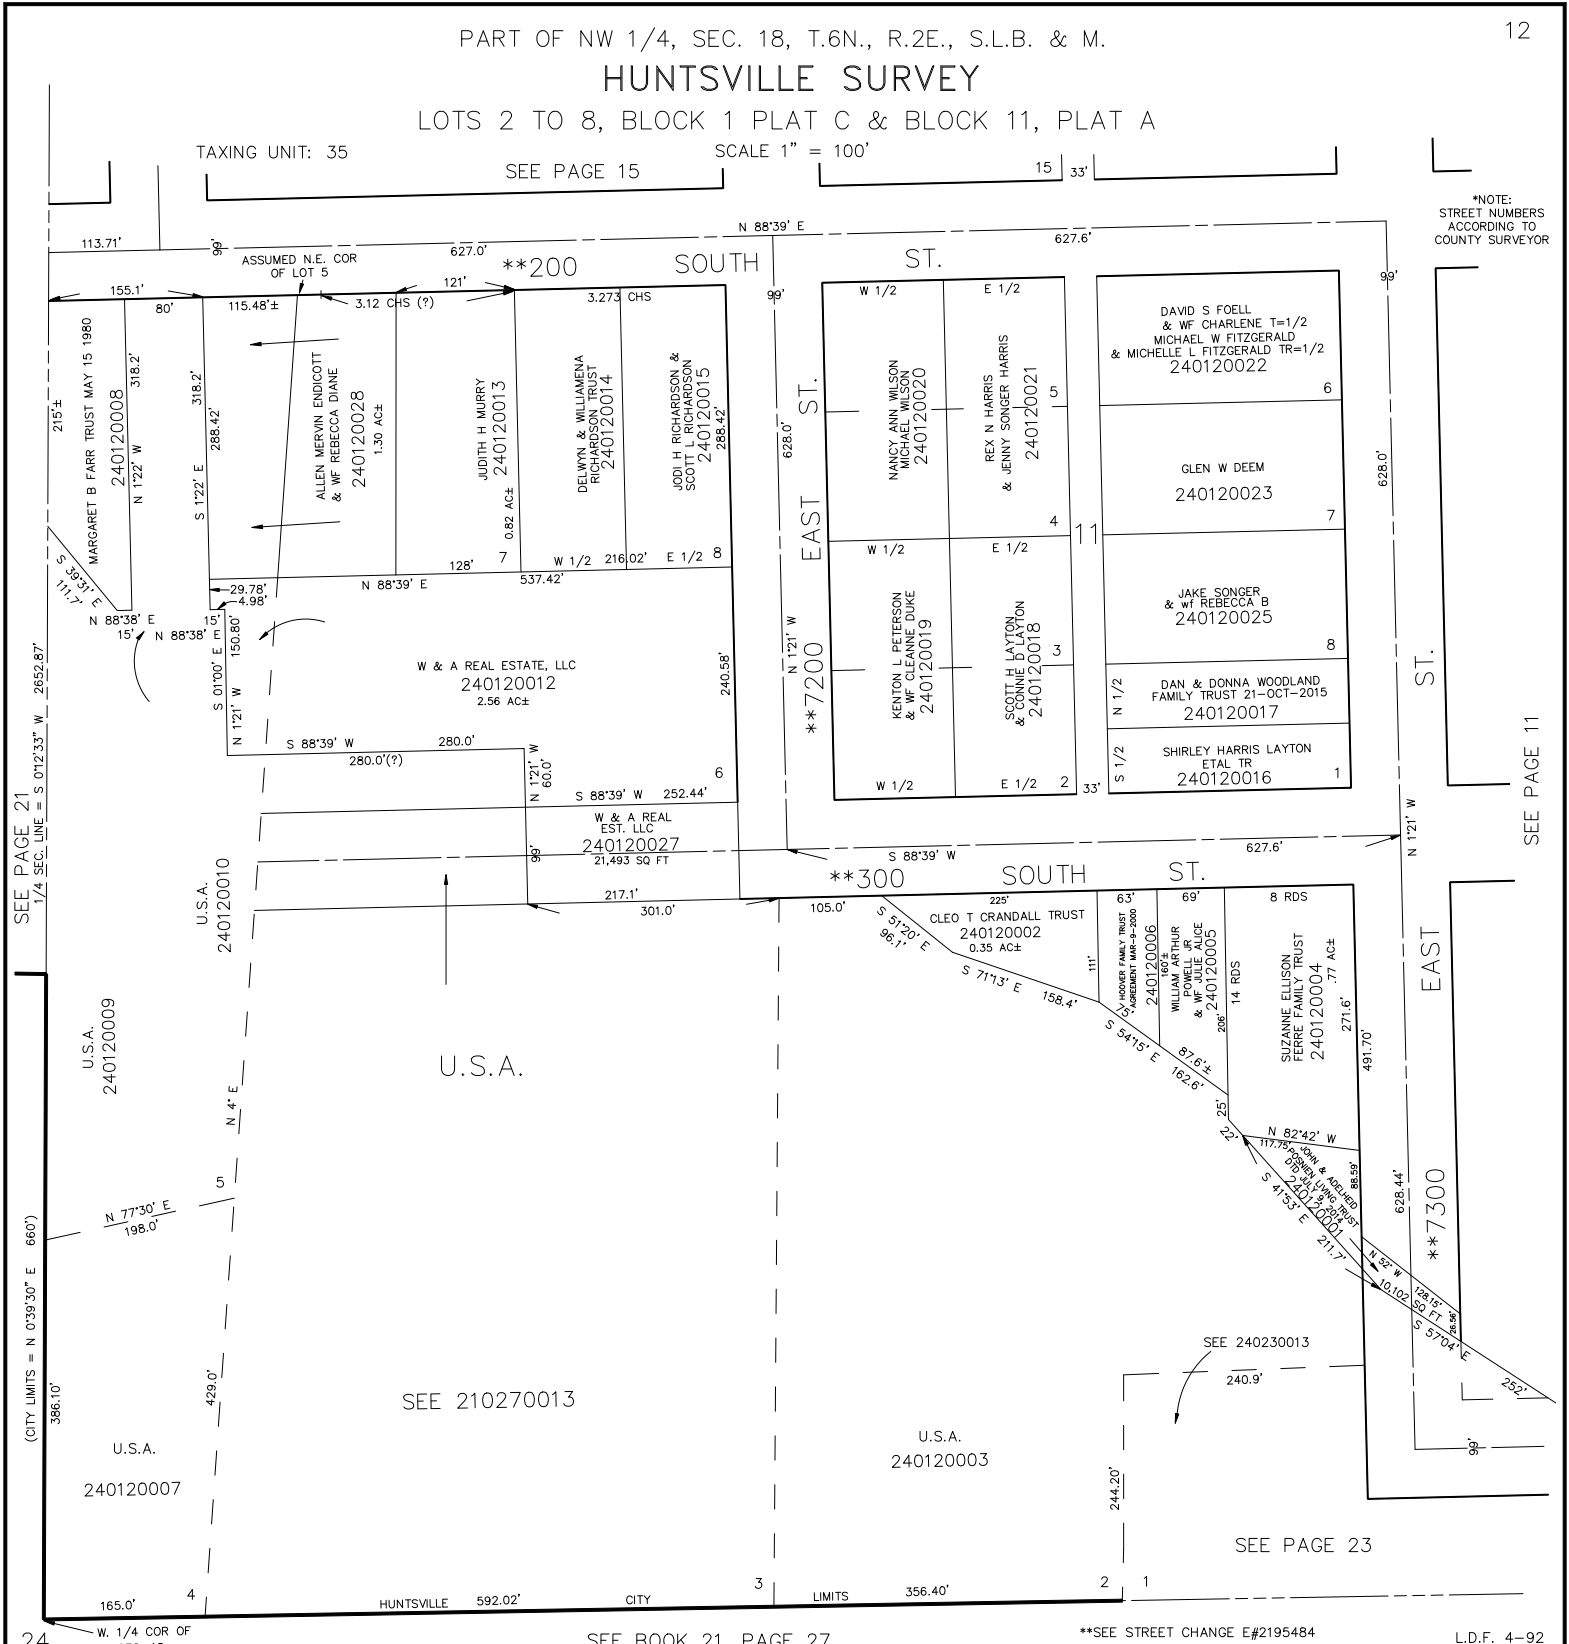 12
PART OF NW 1/4, SEC. 18, T.6N., R.2E., S.L.B. & M.
HUNTSVILLE SURVEY
LOTS 2 TO 8, BLOCK 1 PLAT C & BLOCK 11, PLAT A
TAXING UNIT: 35
SCALE 1" = 100'
SEE PAGE 15
15
33'
*NOTE:
STREET NUMBERS
ACCORDING TO
COUNTY SURVEYOR
113.71'
99'
627.0'
N 88°39' E
627.6'
ASSUMED N.E. COR
OF LOT 5
**200 SOUTH ST.
99'
99'
155.1'
80'
115.48'±
3.12 CHS (?)
121'
3.273 CHS
215'±
MARGARET B FARR TRUST MAY 15 1980
240120008
N 1°22' W
318.2'
S 1°22' E
318.2'
288.42'
ALLEN MERVIN ENDICOTT
& WF REBECCA DIANE
240120028
1.30 AC±
JUDITH H MURRY
240120013
0.82 AC±
7
DELWYN & WILLIAMENA
RICHARDSON TRUST
240120014
JODI H RICHARDSON &
SCOTT L RICHARDSON
240120015
288.42'
W 1/2
216.02'
E 1/2
8
128'
N 88°39' E
537.42'
S 39°31' E
111.7'
N 88°38' E
15'
N 88°38' E
15'
29.78'
4.98'
S 01°00' E
150.80'
N 1°21' W
W & A REAL ESTATE, LLC
240120012
2.56 AC±
240.58'
S 88°39' W
280.0'
280.0'(?)
N 1°21' W
60.0'
6
S 88°39' W
252.44'
W & A REAL
EST. LLC
240120027
21,493 SQ FT
99'
217.1'
301.0'
628.0'
N 1°21' W
**7200 EAST ST.
W 1/2
E 1/2
NANCY ANN WILSON
MICHAEL WILSON
240120020
REX N HARRIS
& JENNY SONGER HARRIS
240120021
5
4
W 1/2
E 1/2
KENTON L PETERSON
& WF CLEANNE DUKE
240120019
SCOTT H LAYTON
& CONNIE D LAYTON
240120018
3
W 1/2
E 1/2
2
33'
11
DAVID S FOELL
& WF CHARLENE T=1/2
MICHAEL W FITZGERALD
& MICHELLE L FITZGERALD TR=1/2
240120022
6
GLEN W DEEM
240120023
7
JAKE SONGER
& wf REBECCA B
240120025
8
N 1/2
DAN & DONNA WOODLAND
FAMILY TRUST 21-OCT-2015
240120017
S 1/2
SHIRLEY HARRIS LAYTON
ETAL TR
240120016
1
628.0'
N 1°21' W
SEE PAGE 11
S 88°39' W
627.6'
**300 SOUTH ST.
**7300 EAST ST.
SEE PAGE 21
1/4 SEC. LINE = S 0°12'33" W 2652.87'
U.S.A.
240120010
U.S.A.
240120009
N 4° E
5
N 77°30' E
198.0'
(CITY LIMITS = N 0°39'30" E 660')
386.10'
429.0'
U.S.A.
240120007
U.S.A.
SEE 210270013
105.0'
S 51°20' E
96.1'
225'
CLEO T CRANDALL TRUST
240120002
0.35 AC±
111'
S 71°13' E
158.4'
63'
HOOVER FAMILY TRUST
AGREEMENT MAR-9-2000
240120006
75'
160'±
69'
WILLIAM ARTHUR
POWELL JR
& WF JULIE ALICE
240120005
206'
14 RDS
S 54°15' E
162.6'
87.6'±
25'
22'
8 RDS
SUZANNE ELLISON
FERRE FAMILY TRUST
240120004
.77 AC±
271.6'
491.70'
N 82°42' W
117.75'
88.59'
JOHN & ADELHEID
POSNIEN LIVING TRUST
DTD JULY 9, 2014
240120001
S 41°53' E
211.7'
628.44'
N 52° W
128.15'
10,102 SQ FT
26.56'
S 57°04' E
252'
99'
SEE 240230013
240.9'
244.20'
U.S.A.
240120003
SEE PAGE 23
165.0'
4
HUNTSVILLE
592.02'
CITY
3
LIMITS
356.40'
2
1
W. 1/4 COR OF
24
SEE BOOK 21, PAGE 27
**SEE STREET CHANGE E#2195484
L.D.F. 4-92